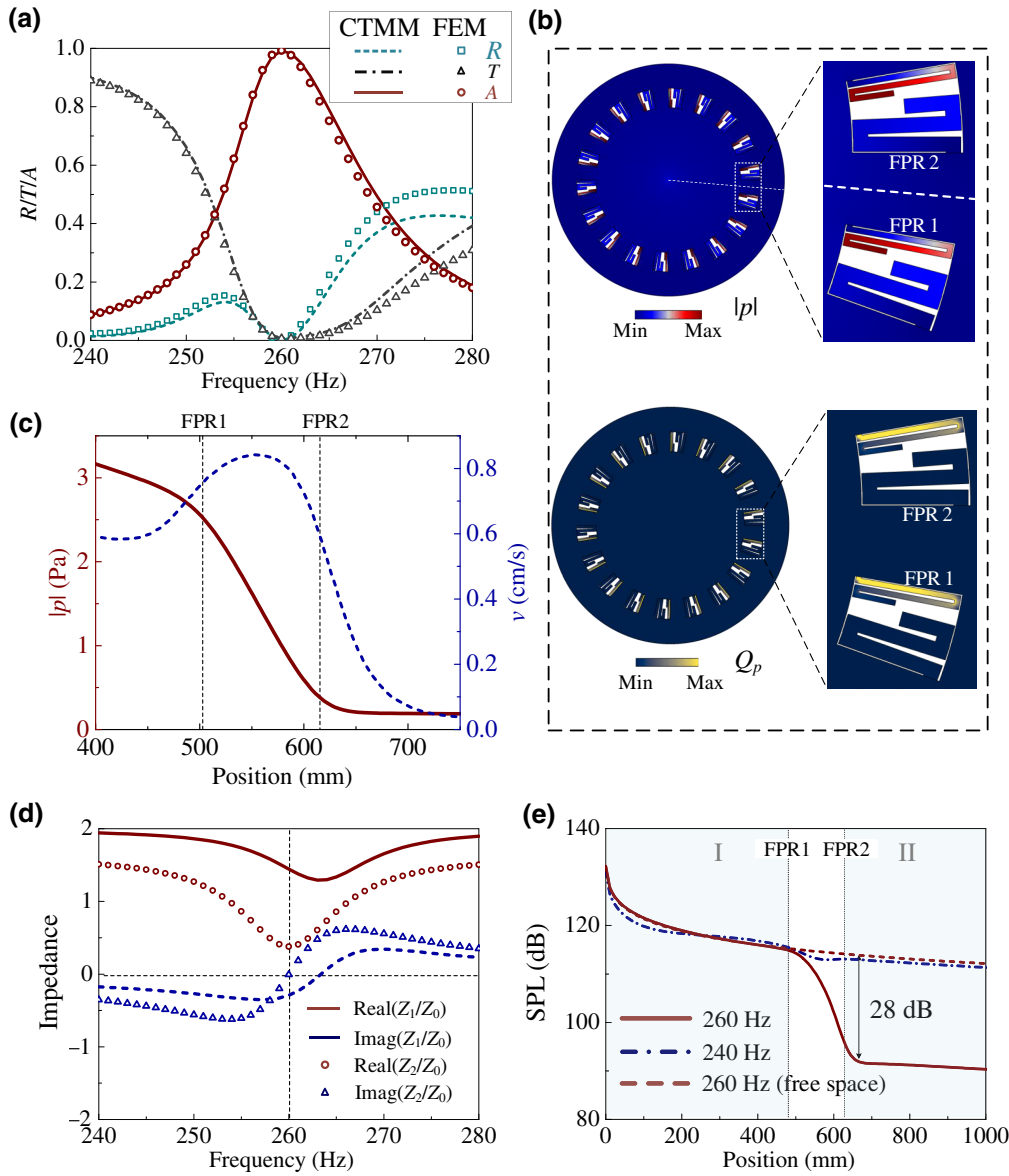 (a)
CTMM FEM
R
T
A
1.0
0.8
0.6
0.4
0.2
0.0
R/T/A
240 250 260 270 280
Frequency (Hz)
(b)
FPR 2
FPR 1
|p|
Min Max
FPR 2
FPR 1
Qp
Min Max
(c)
FPR1 FPR2
3
2
1
0
|p| (Pa)
0.8
0.6
0.4
0.2
0.0
v (cm/s)
400 500 600 700
Position (mm)
(d)
2
1
0
−1
−2
Impedance
Real(Z1/Z0)
Imag(Z1/Z0)
Real(Z2/Z0)
Imag(Z2/Z0)
240 250 260 270 280
Frequency (Hz)
(e)
140
120
100
80
SPL (dB)
I FPR1 FPR2 II
28 dB
260 Hz
240 Hz
260 Hz (free space)
0 200 400 600 800 1000
Position (mm)